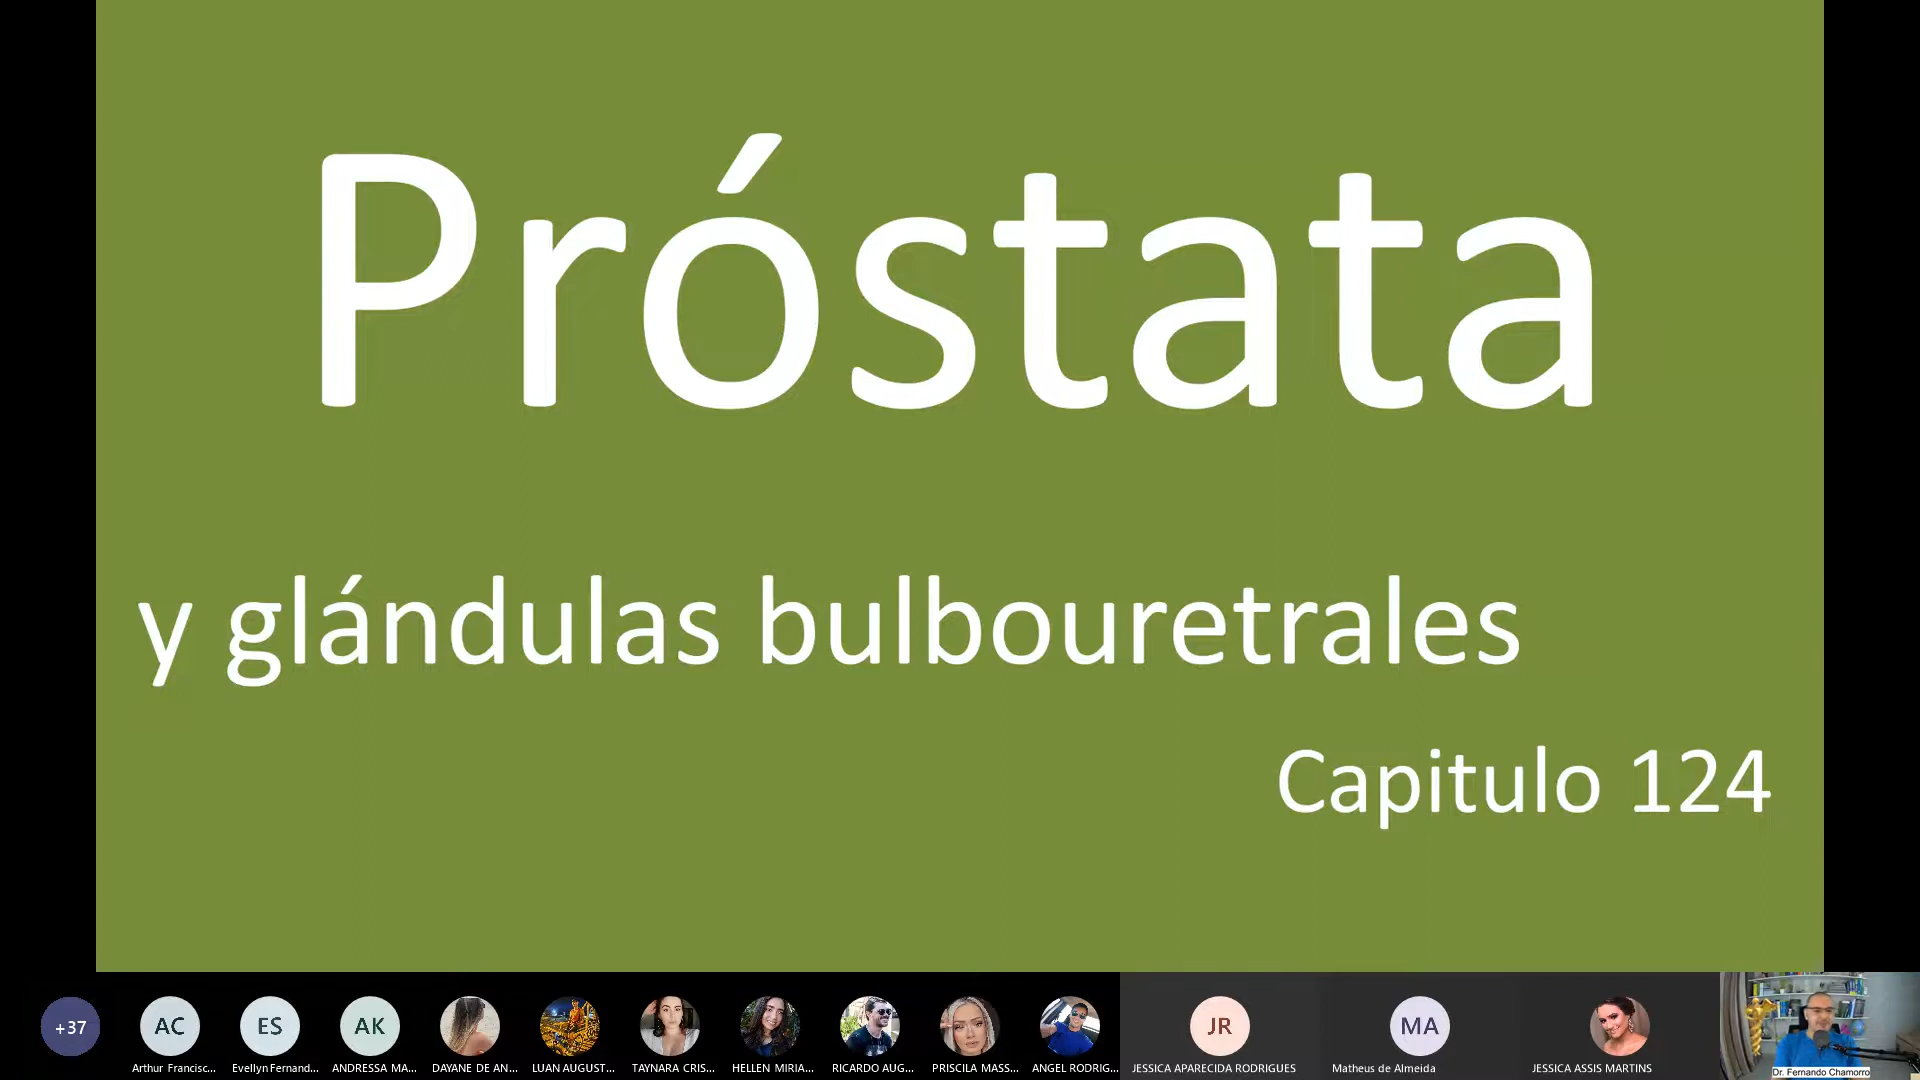 Próstata
y glándulas bulbouretrales
Capitulo 124
+37
AC
ES
AK
JR
MA
Arthur Francisc...
Evellyn Fernand...
ANDRESSA MA...
DAYANE DE AN...
LUAN AUGUST...
TAYNARA CRIS...
HELLEN MIRIA...
RICARDO AUG...
PRISCILA MASS...
ANGEL RODRIG...
JESSICA APARECIDA RODRIGUES
Matheus de Almeida
JESSICA ASSIS MARTINS
Dr. Fernando Chamorro